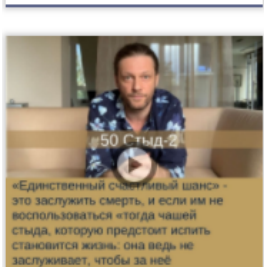 50 Стыд-2
«Единственный счастливый шанс» -
это заслужить смерть, и если им не
воспользоваться «тогда чашей
стыда, которую предстоит испить
становится жизнь: она ведь не
заслуживает, чтобы за неё